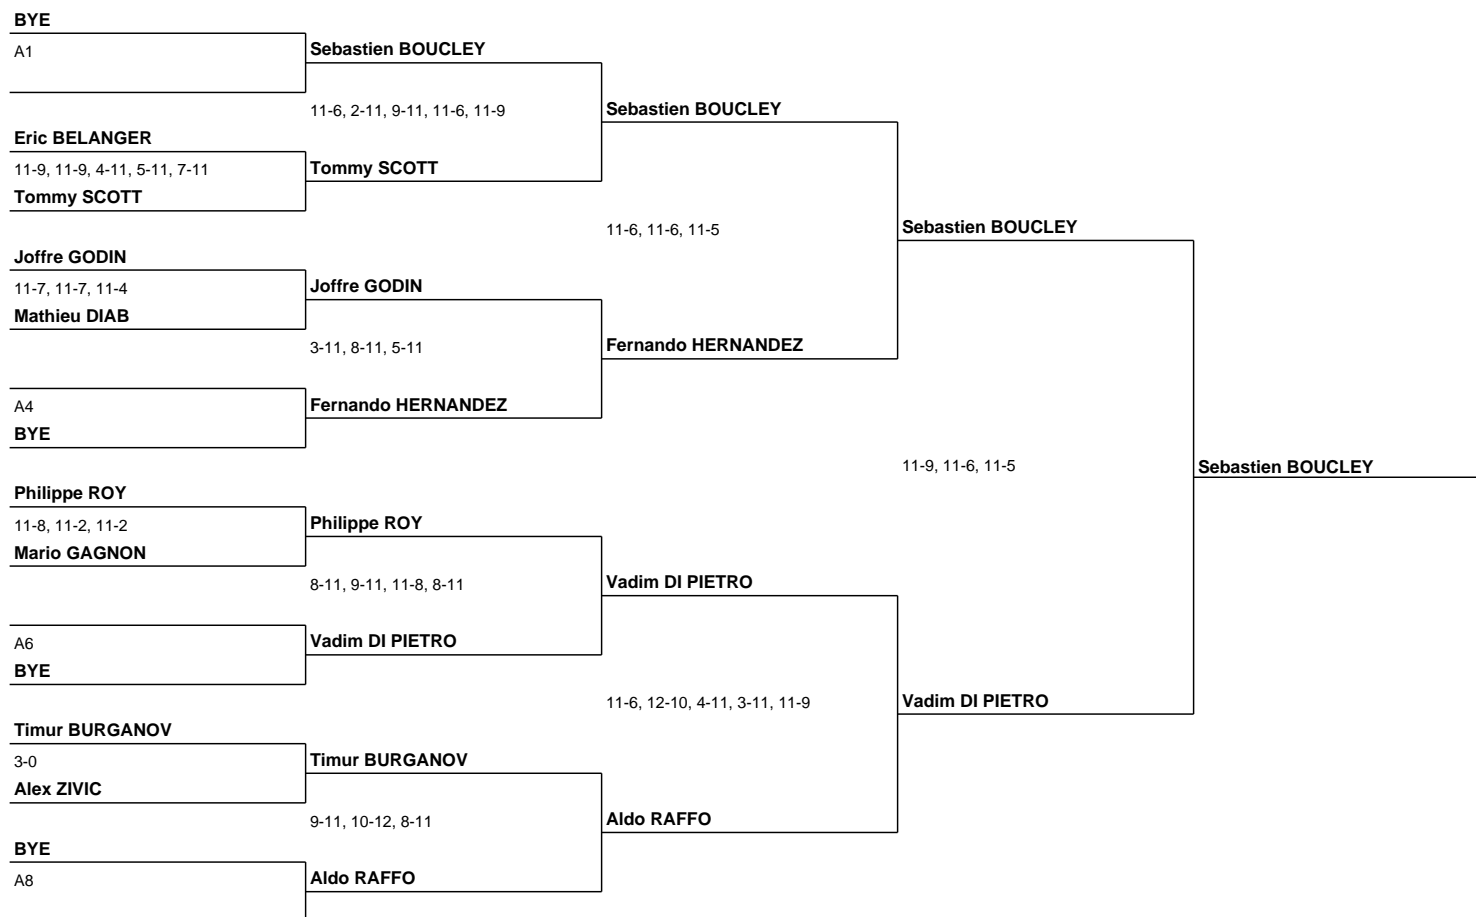 BYE
A1
Sebastien BOUCLEY
11-6, 2-11, 9-11, 11-6, 11-9
Sebastien BOUCLEY
Eric BELANGER
11-9, 11-9, 4-11, 5-11, 7-11
Tommy SCOTT
Tommy SCOTT
11-6, 11-6, 11-5
Sebastien BOUCLEY
Joffre GODIN
11-7, 11-7, 11-4
Joffre GODIN
Mathieu DIAB
3-11, 8-11, 5-11
Fernando HERNANDEZ
A4
Fernando HERNANDEZ
BYE
11-9, 11-6, 11-5
Sebastien BOUCLEY
Philippe ROY
11-8, 11-2, 11-2
Philippe ROY
Mario GAGNON
8-11, 9-11, 11-8, 8-11
Vadim DI PIETRO
A6
Vadim DI PIETRO
BYE
11-6, 12-10, 4-11, 3-11, 11-9
Vadim DI PIETRO
Timur BURGANOV
3-0
Timur BURGANOV
Alex ZIVIC
9-11, 10-12, 8-11
Aldo RAFFO
BYE
A8
Aldo RAFFO